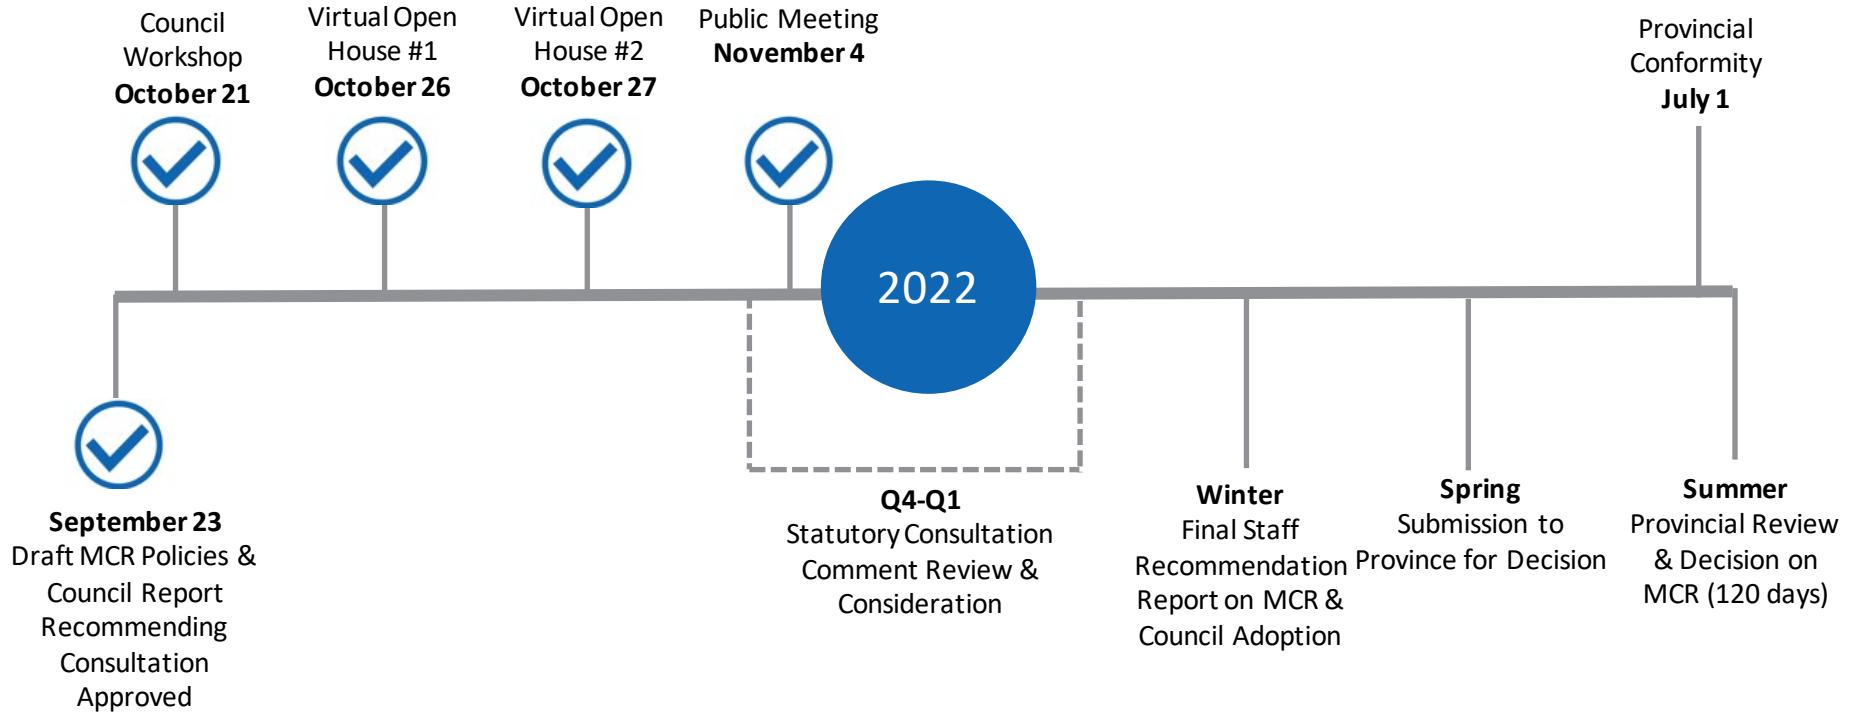 Council
Workshop
October 21
Virtual Open
House #1
October 26
Virtual Open
House #2
October 27
Public Meeting
November 4
Provincial
Conformity
July 1
2022
September 23
Draft MCR Policies &
Council Report
Recommending
Consultation
Approved
Q4-Q1
Statutory Consultation
Comment Review &
Consideration
Winter
Final Staff
Recommendation
Report on MCR &
Council Adoption
Spring
Submission to
Province for Decision
Summer
Provincial Review
& Decision on
MCR (120 days)